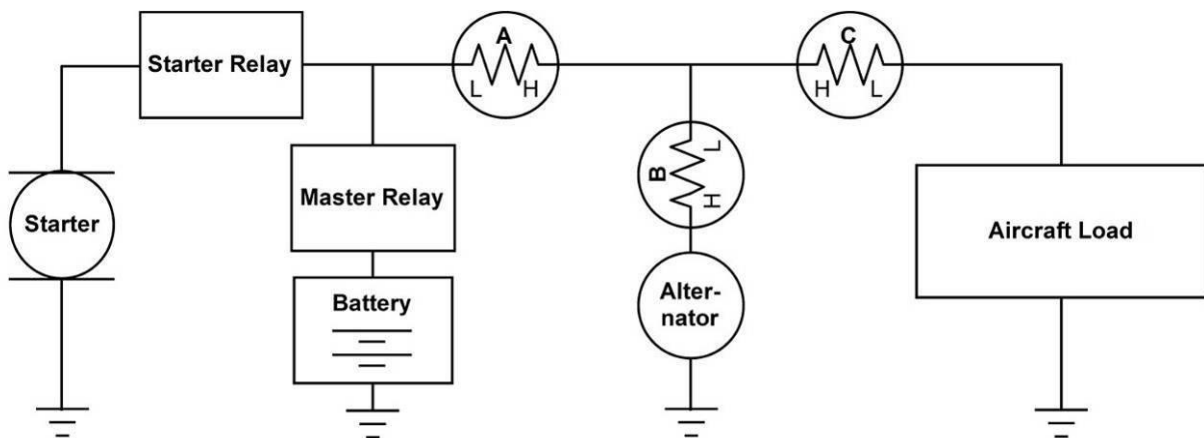 A
C
Starter Relay
L H
H L
Master Relay
B
L
H
Starter
Aircraft Load
Battery
Alter-
nator